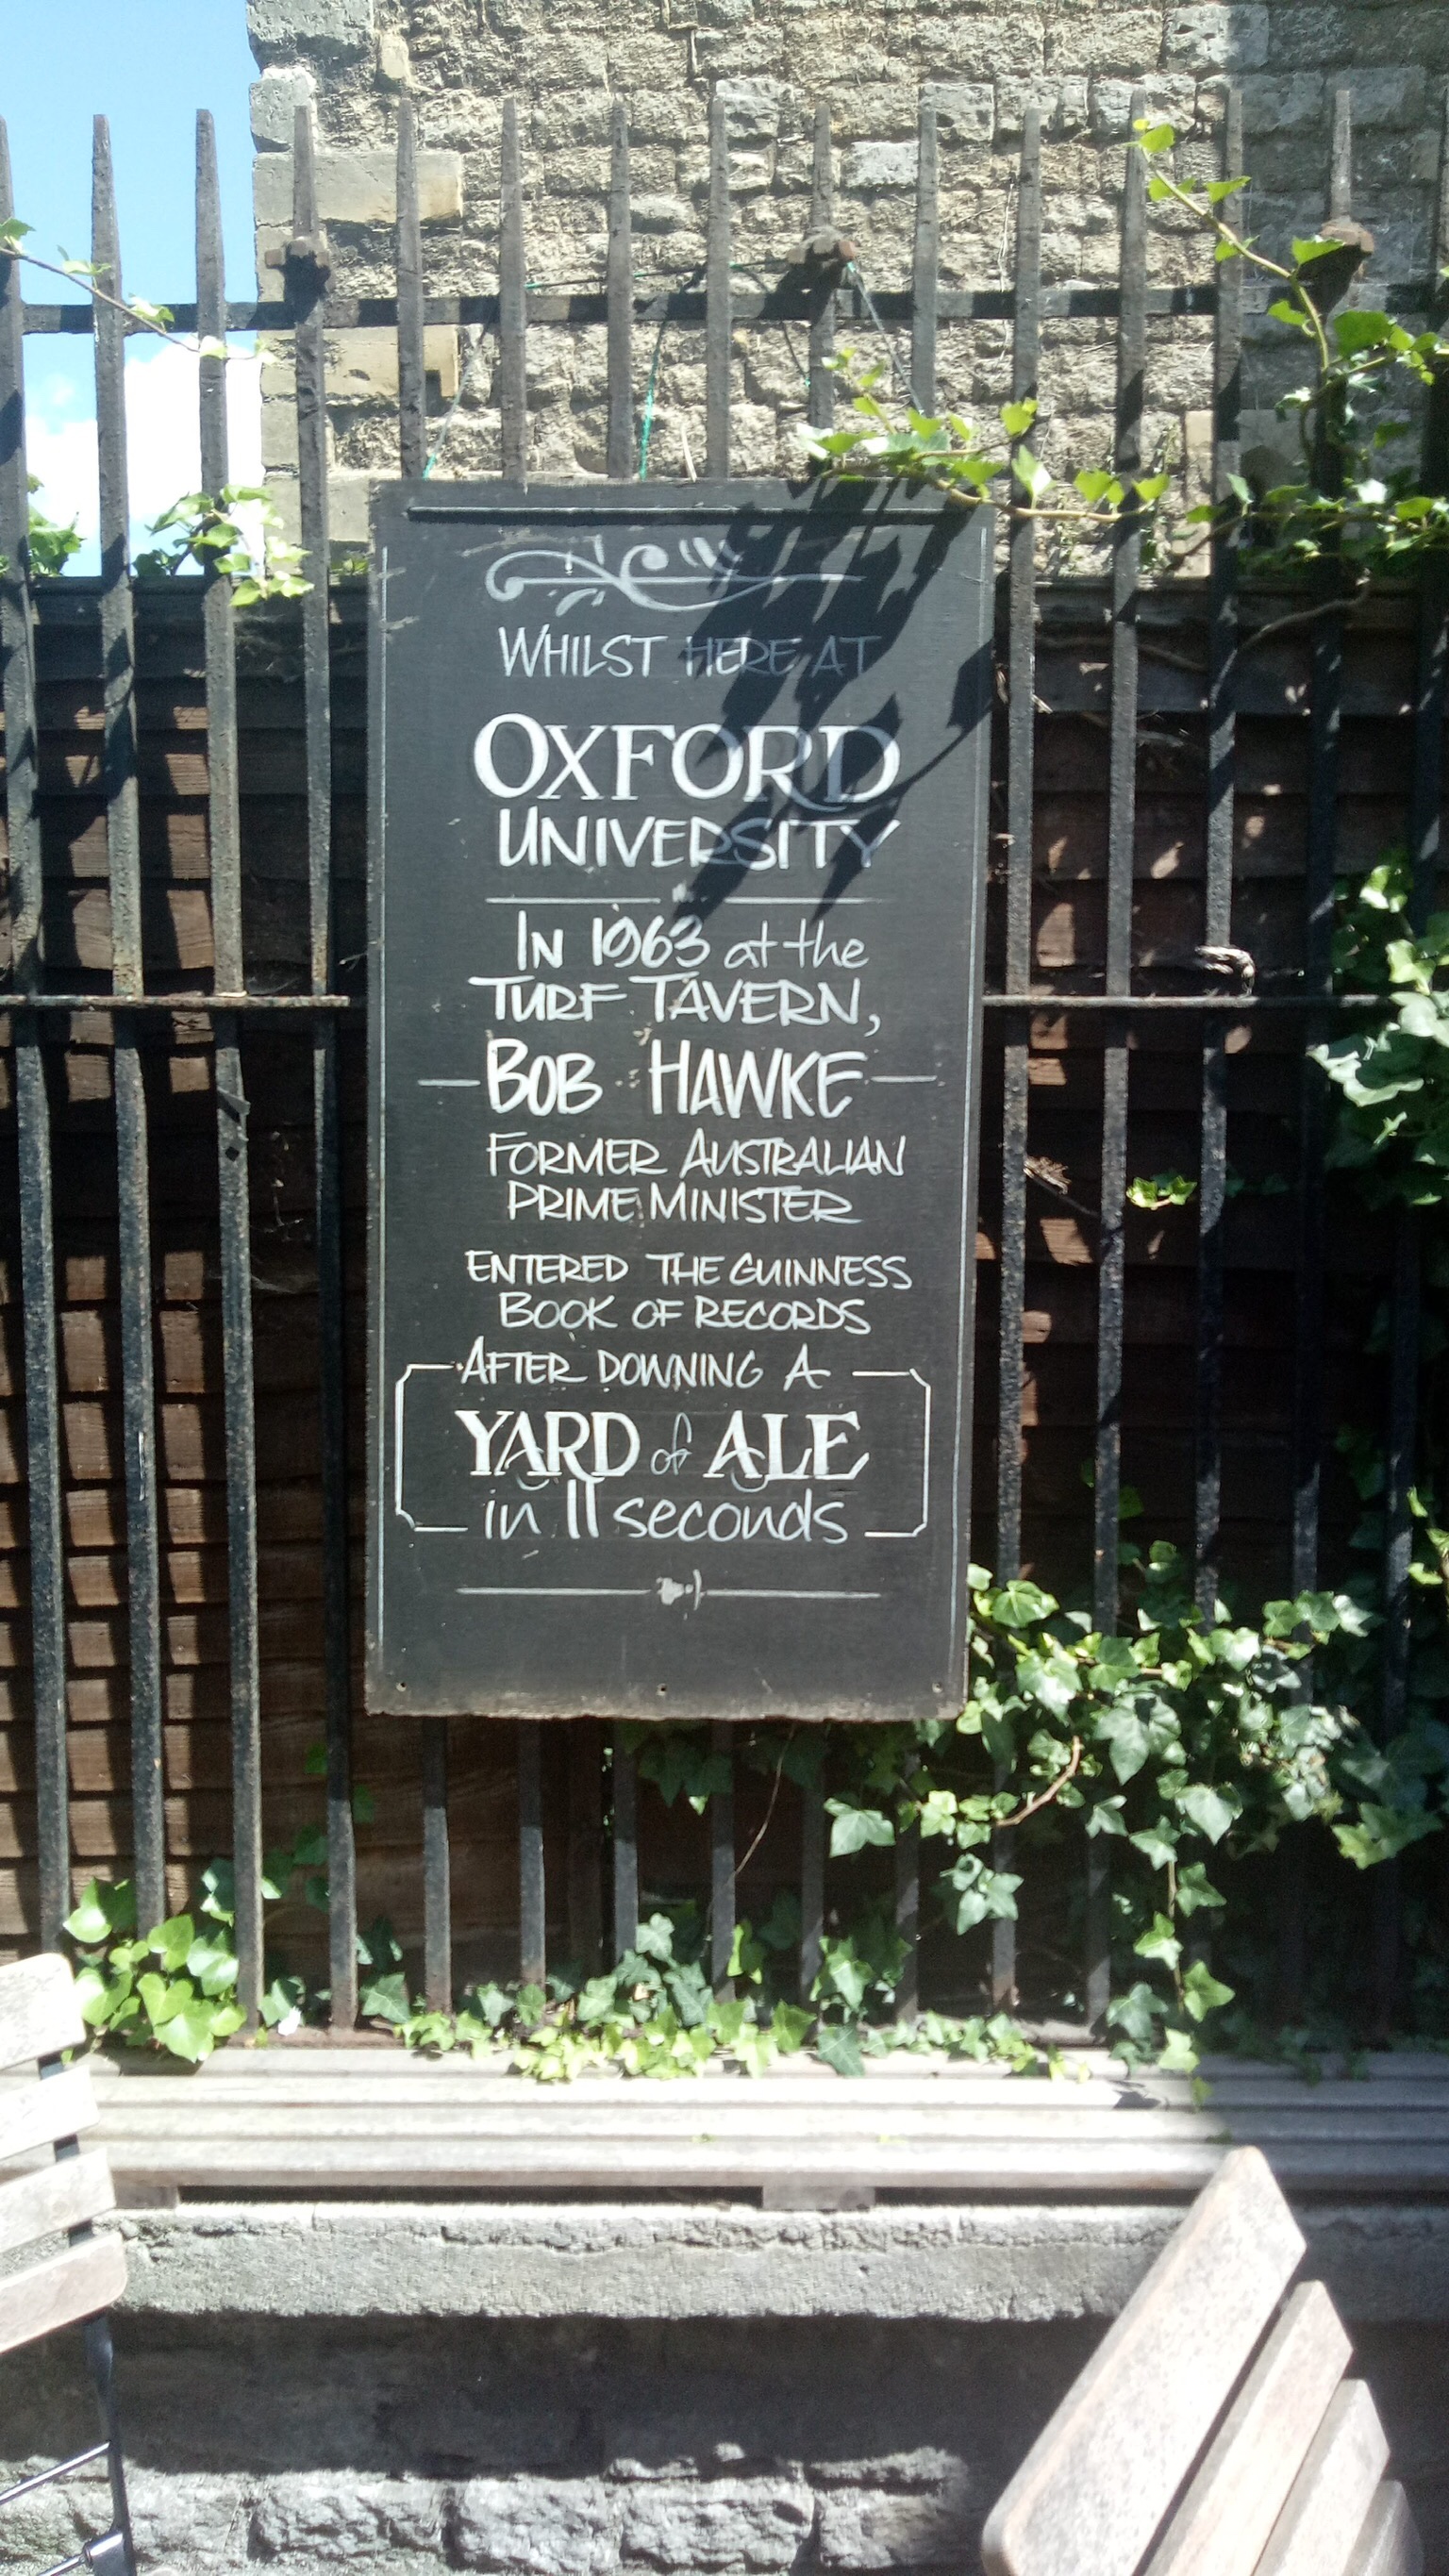 WHILST HERE AT
OXFORD
UNIVERSITY
IN 1963 at the
TURF TAVERN,
BOB HAWKE
FORMER AUSTRALIAN
PRIME MINISTER
ENTERED THE GUINNESS
BOOK OF RECORDS
AFTER DOWNING A
YARD of ALE
in 11 seconds